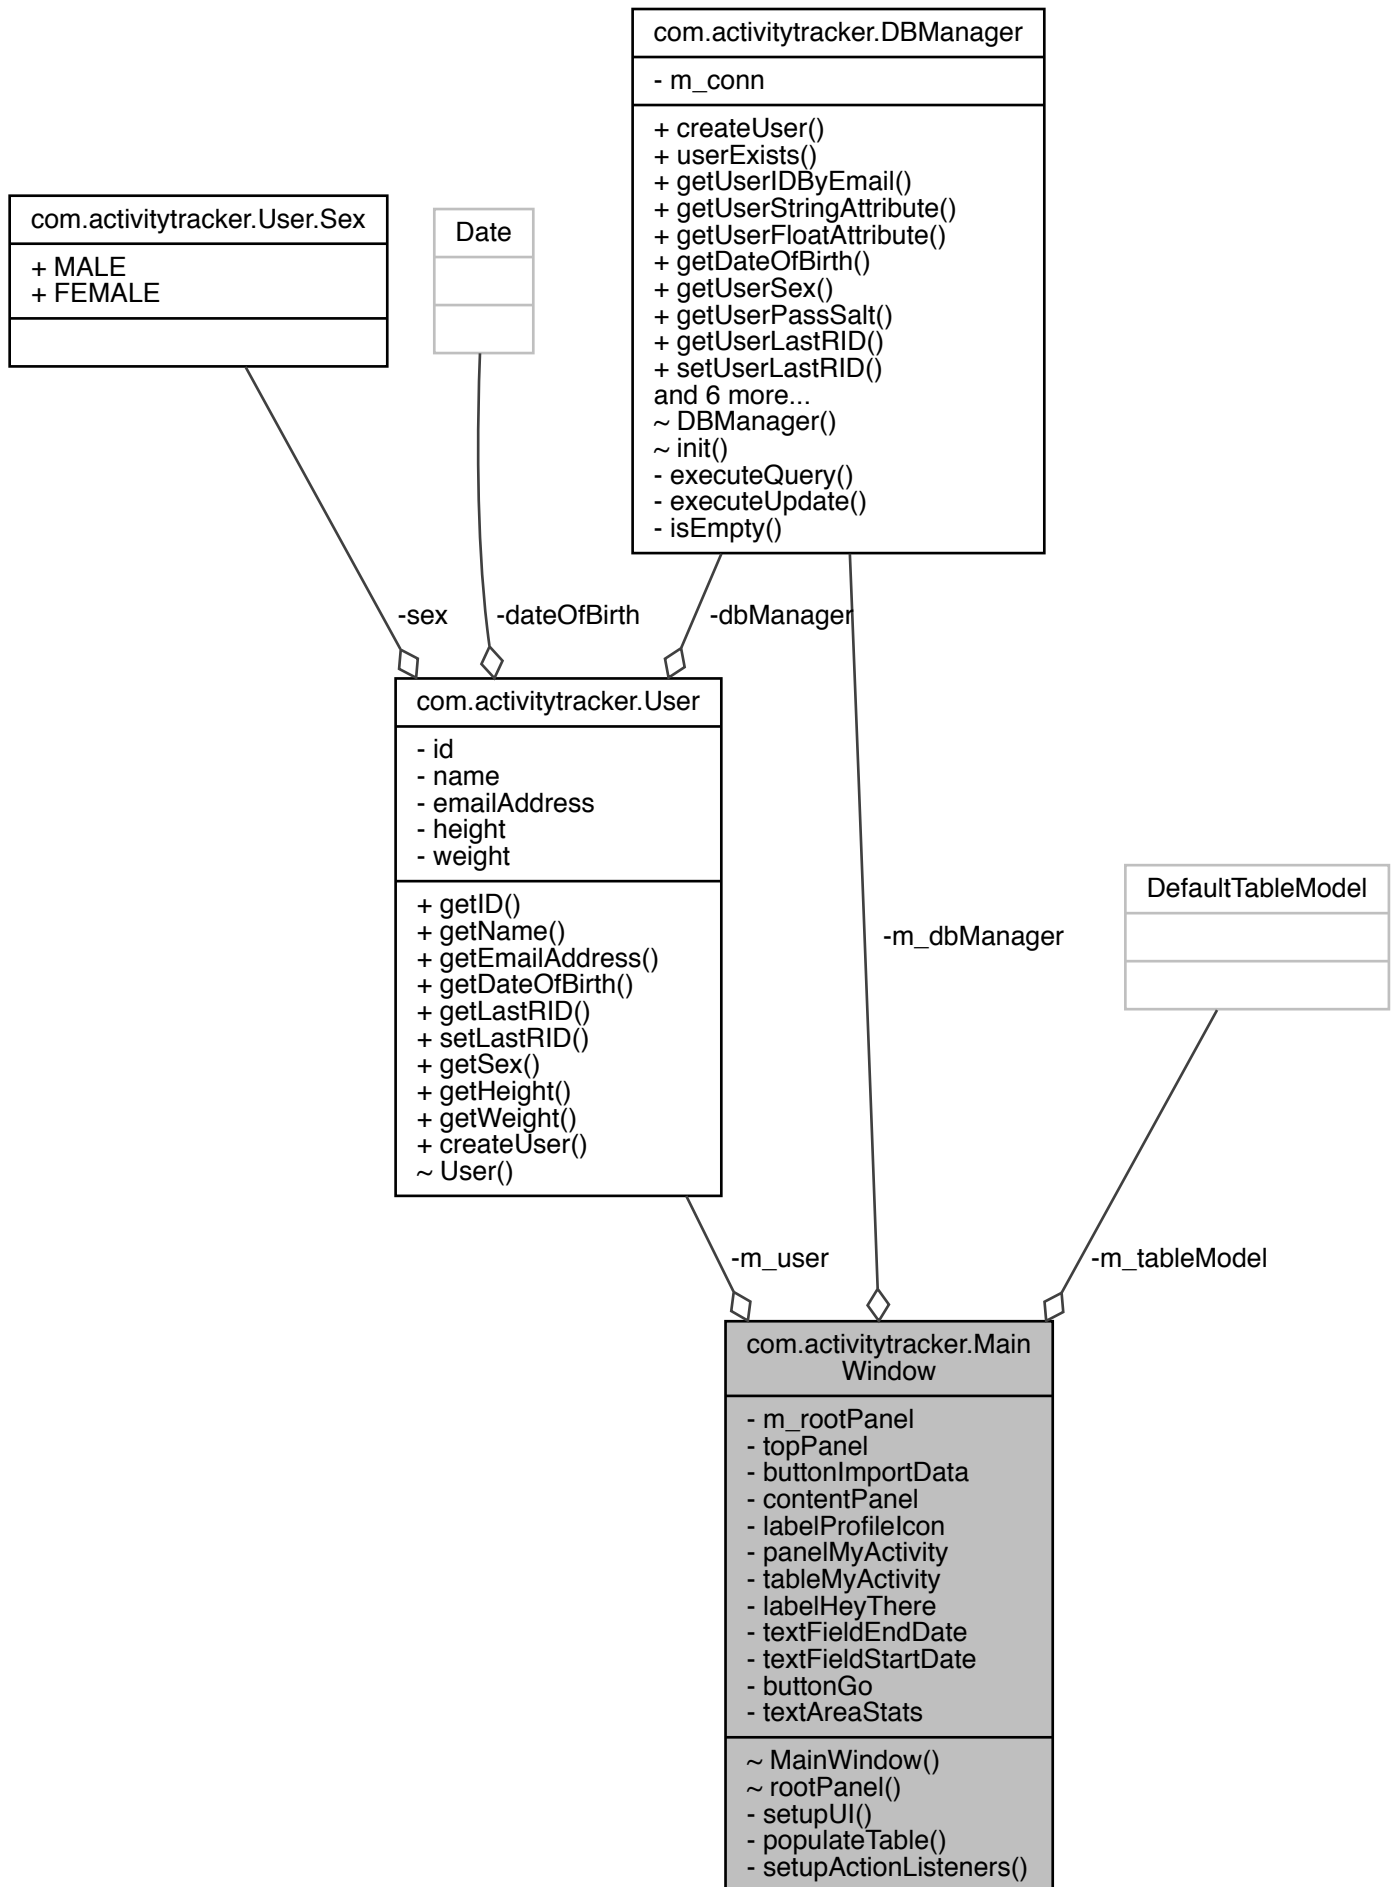 com.activitytracker.DBManager
- m_conn
+ createUser()
+ userExists()
+ getUserIDByEmail()
+ getUserStringAttribute()
+ getUserFloatAttribute()
+ getDateOfBirth()
+ getUserSex()
+ getUserPassSalt()
+ getUserLastRID()
+ setUserLastRID()
and 6 more...
~ DBManager()
~ init()
- executeQuery()
- executeUpdate()
- isEmpty()
com.activitytracker.User.Sex
+ MALE
+ FEMALE
Date
-sex
-dateOfBirth
-dbManager
com.activitytracker.User
- id
- name
- emailAddress
- height
- weight
+ getID()
+ getName()
+ getEmailAddress()
+ getDateOfBirth()
+ getLastRID()
+ setLastRID()
+ getSex()
+ getHeight()
+ getWeight()
+ createUser()
~ User()
DefaultTableModel
-m_dbManager
-m_user
-m_tableModel
com.activitytracker.Main
Window
- m_rootPanel
- topPanel
- buttonImportData
- contentPanel
- labelProfileIcon
- panelMyActivity
- tableMyActivity
- labelHeyThere
- textFieldEndDate
- textFieldStartDate
- buttonGo
- textAreaStats
~ MainWindow()
~ rootPanel()
- setupUI()
- populateTable()
- setupActionListeners()